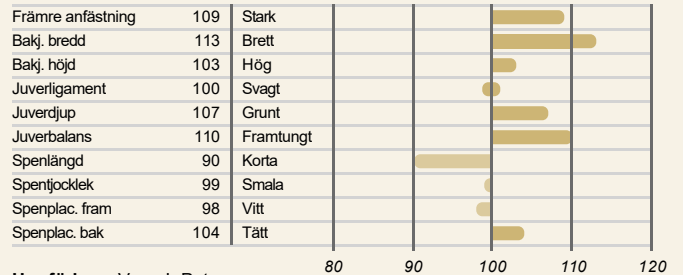 Främre anfästning 109 Stark
Bakj. bredd 113 Brett
Bakj. höjd 103 Hög
Juverligament 100 Svagt
Juverdjup 107 Grunt
Juverbalans 110 Framtungt
Spenlängd 90 Korta
Spentjocklek 99 Smala
Spenplac. fram 98 Vitt
Spenplac. bak 104 Tätt
80 90 100 110 120